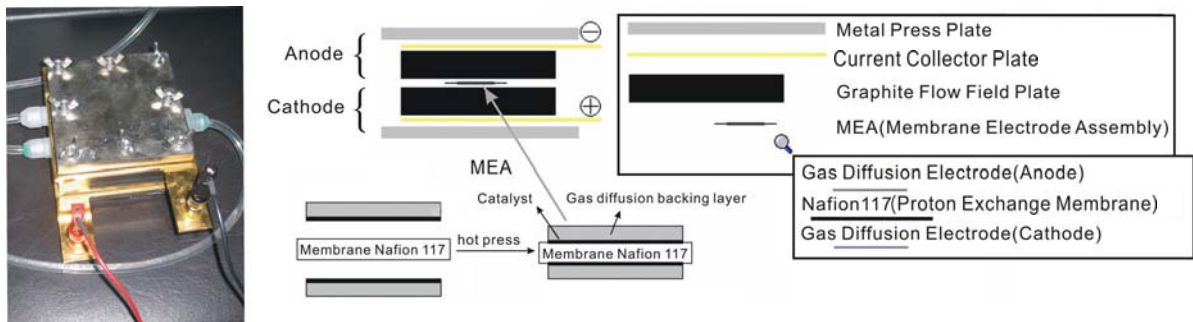 Anode
Cathode
−
+
Metal Press Plate
Current Collector Plate
Graphite Flow Field Plate
MEA(Membrane Electrode Assembly)
Gas Diffusion Electrode(Anode)
Nafion117(Proton Exchange Membrane)
Gas Diffusion Electrode(Cathode)
MEA
Catalyst
Gas diffusion backing layer
Membrane Nafion 117
hot press
Membrane Nafion 117